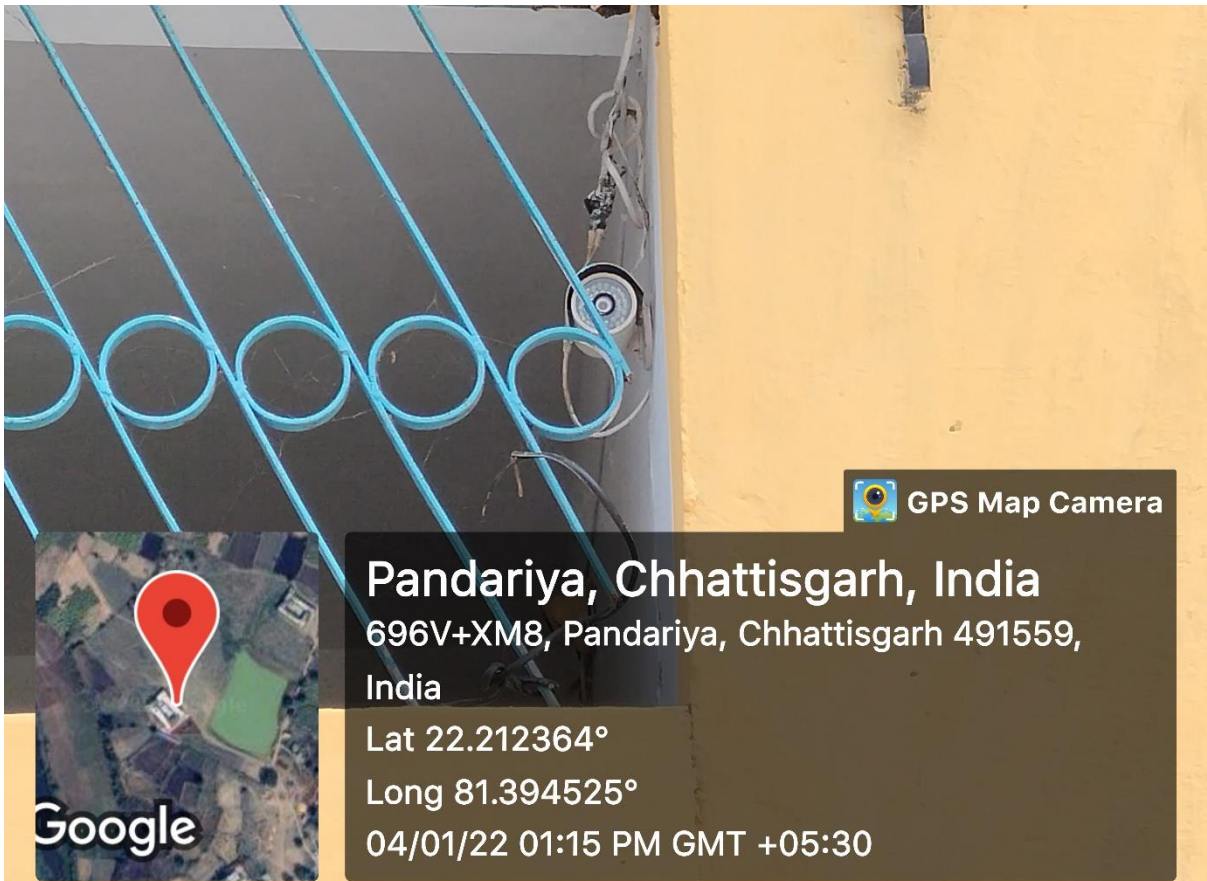 GPS Map Camera
Pandariya, Chhattisgarh, India
696V+XM8, Pandariya, Chhattisgarh 491559,
India
Lat 22.212364°
Long 81.394525°
04/01/22 01:15 PM GMT +05:30
Google